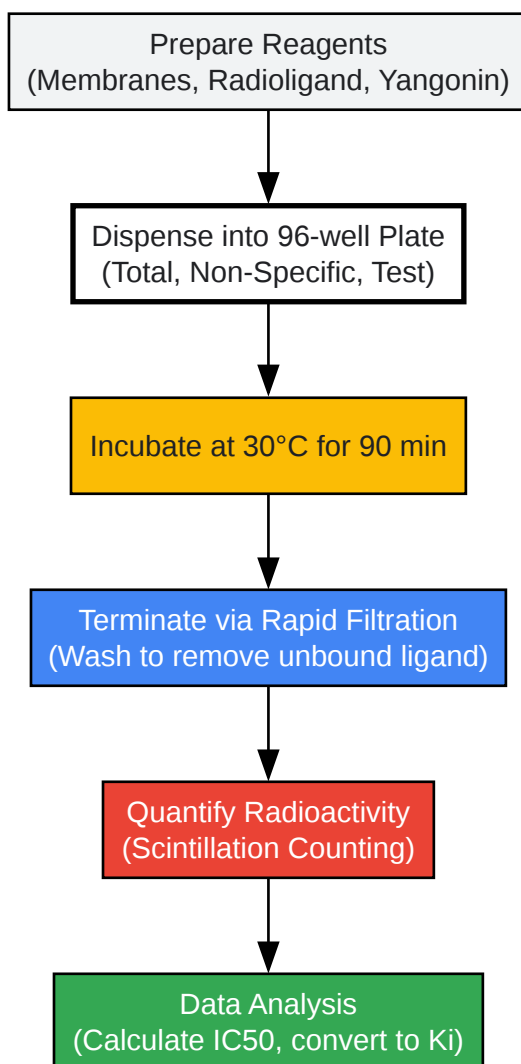 Prepare Reagents
(Membranes, Radioligand, Yangonin)
Dispense into 96-well Plate
(Total, Non-Specific, Test)
Incubate at 30°C for 90 min
Terminate via Rapid Filtration
(Wash to remove unbound ligand)
Quantify Radioactivity
(Scintillation Counting)
Data Analysis
(Calculate IC50, convert to Ki)